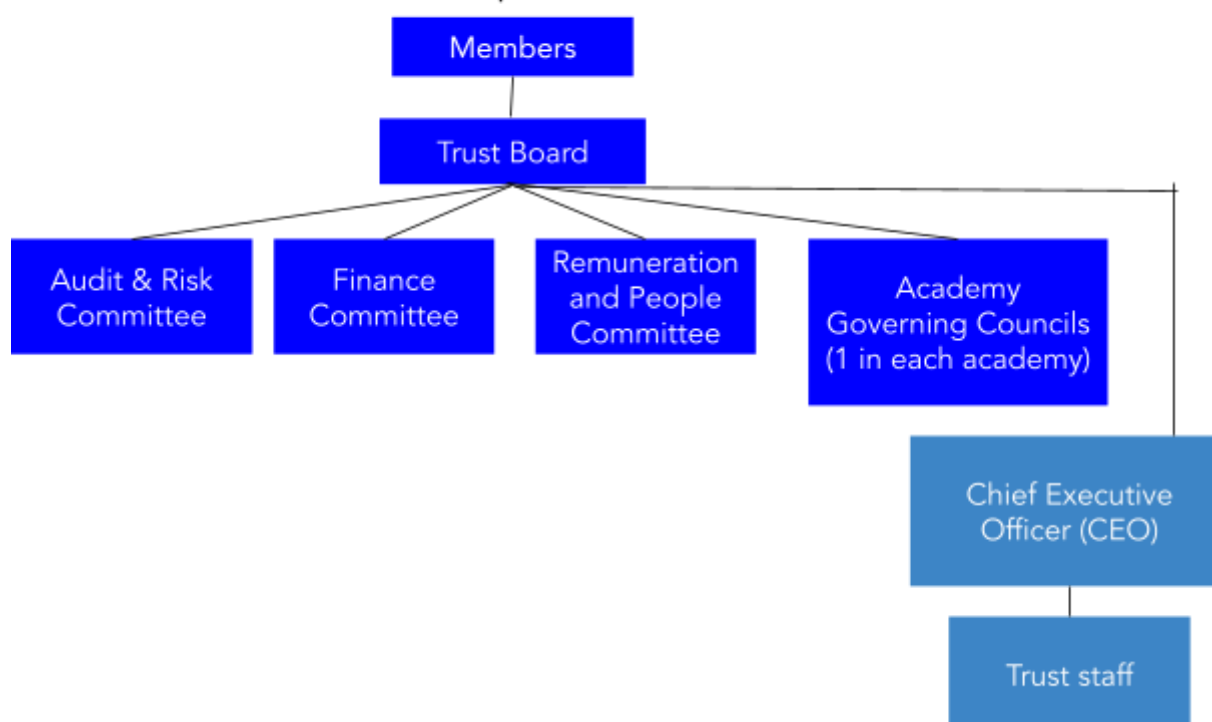 Members
Trust Board
Audit & Risk
Committee
Finance
Committee
Remuneration
and People
Committee
Academy
Governing Councils
(1 in each academy)
Chief Executive
Officer (CEO)
Trust staff